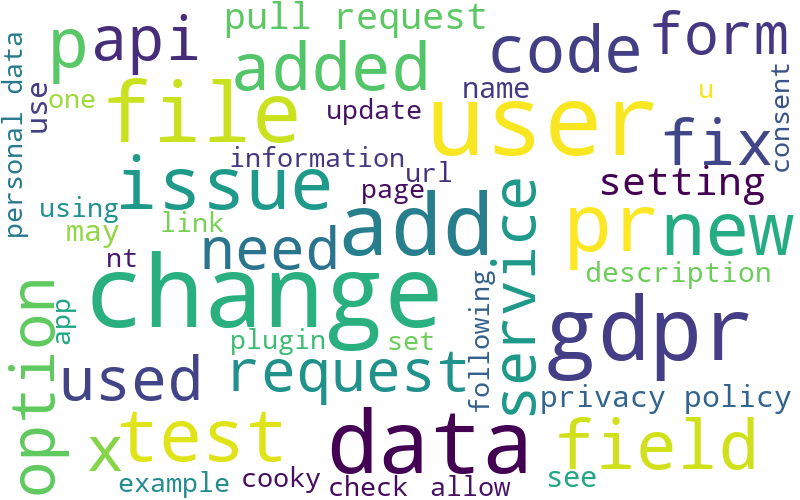 pull request
p
api
added
code
form
personal data
use
one
file
update
name
user
u
fix
consent
information
issue
url
page
setting
using
may
link
nt
need
add
service
pr
new
description
change
option
app
plugin
set
following
gdpr
used
request
privacy policy
x
test
data
field
example
cooky
check
allow
see